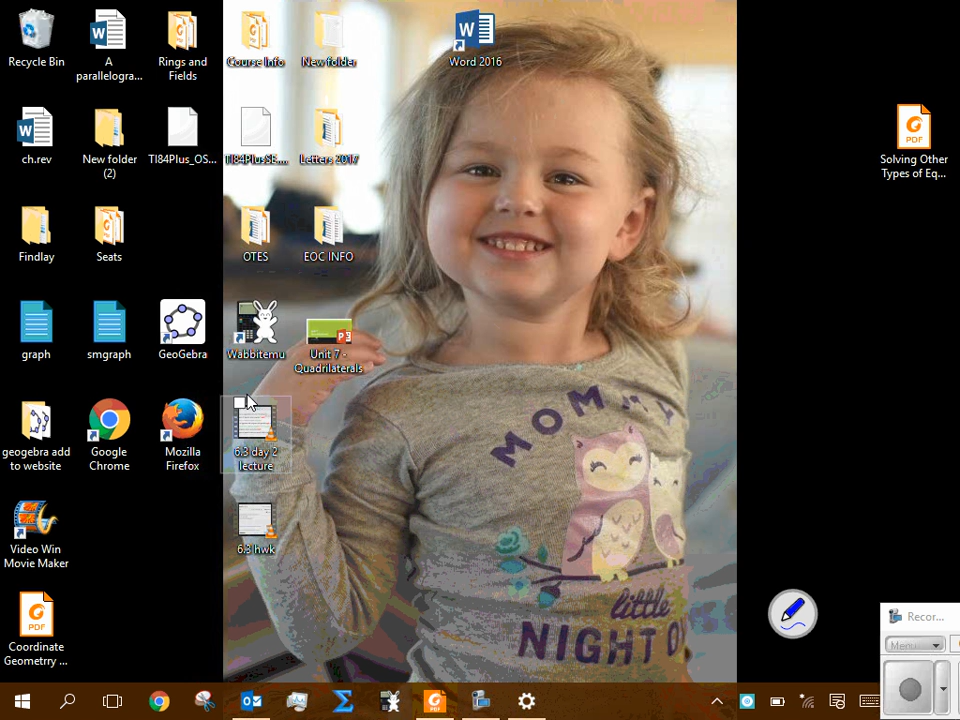 Recycle Bin
A
parallelogra...
Rings and
Fields
Course Info
New folder
Word 2016
ch.rev
New folder
(2)
TI84Plus_OS...
TI84PlusSE....
Letters 2017
Solving Other
Types of Eq...
Findlay
Seats
OTES
EOC INFO
graph
smgraph
GeoGebra
Wabbitemu
Unit 7 -
Quadrilaterals
geogebra add
to website
Google
Chrome
Mozilla
Firefox
6.3 day 2
lecture
MOMMY
Video Win
Movie Maker
6.3 hwk
little
NIGHT O
Coordinate
Geomerry ...
Recor...
Menu
PDF
PDF
PDF